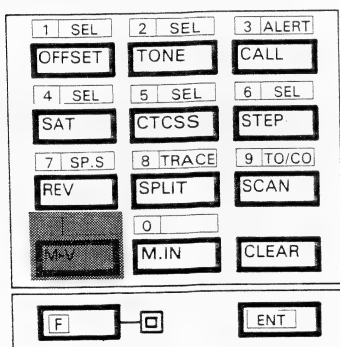 1 SEL 2 SEL 3 ALERT
OFFSET TONE CALL
4 SEL 5 SEL 6 SEL
SAT CTCSS STEP
7 SP.S 8 TRACE 9 TO/CO
REV SPLIT SCAN
0
M▸V M.IN CLEAR
F ENT